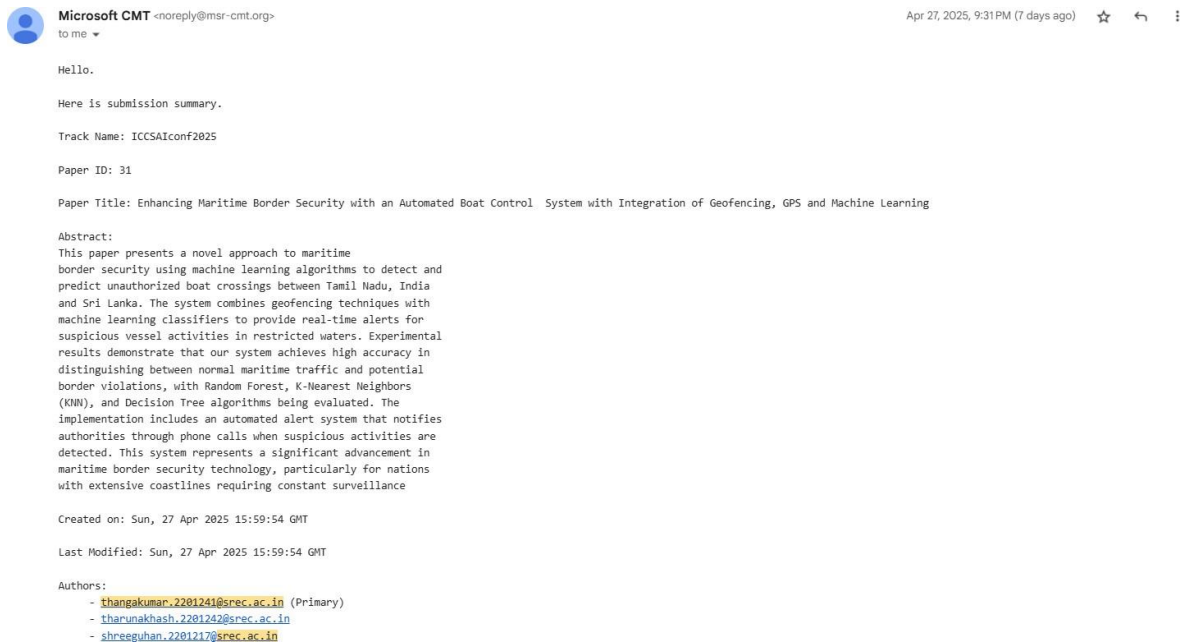 Microsoft CMT <noreply@msr-cmt.org>
Apr 27, 2025, 9:31 PM (7 days ago)
to me
Hello.
Here is submission summary.
Track Name: ICCSAIconf2025
Paper ID: 31
Paper Title: Enhancing Maritime Border Security with an Automated Boat Control  System with Integration of Geofencing, GPS and Machine Learning
Abstract:
This paper presents a novel approach to maritime
border security using machine learning algorithms to detect and
predict unauthorized boat crossings between Tamil Nadu, India
and Sri Lanka. The system combines geofencing techniques with
machine learning classifiers to provide real-time alerts for
suspicious vessel activities in restricted waters. Experimental
results demonstrate that our system achieves high accuracy in
distinguishing between normal maritime traffic and potential
border violations, with Random Forest, K-Nearest Neighbors
(KNN), and Decision Tree algorithms being evaluated. The
implementation includes an automated alert system that notifies
authorities through phone calls when suspicious activities are
detected. This system represents a significant advancement in
maritime border security technology, particularly for nations
with extensive coastlines requiring constant surveillance
Created on: Sun, 27 Apr 2025 15:59:54 GMT
Last Modified: Sun, 27 Apr 2025 15:59:54 GMT
Authors:
- thangakumar.2201241@srec.ac.in (Primary)
- tharunakhash.2201242@srec.ac.in
- shreeguhan.2201217@srec.ac.in